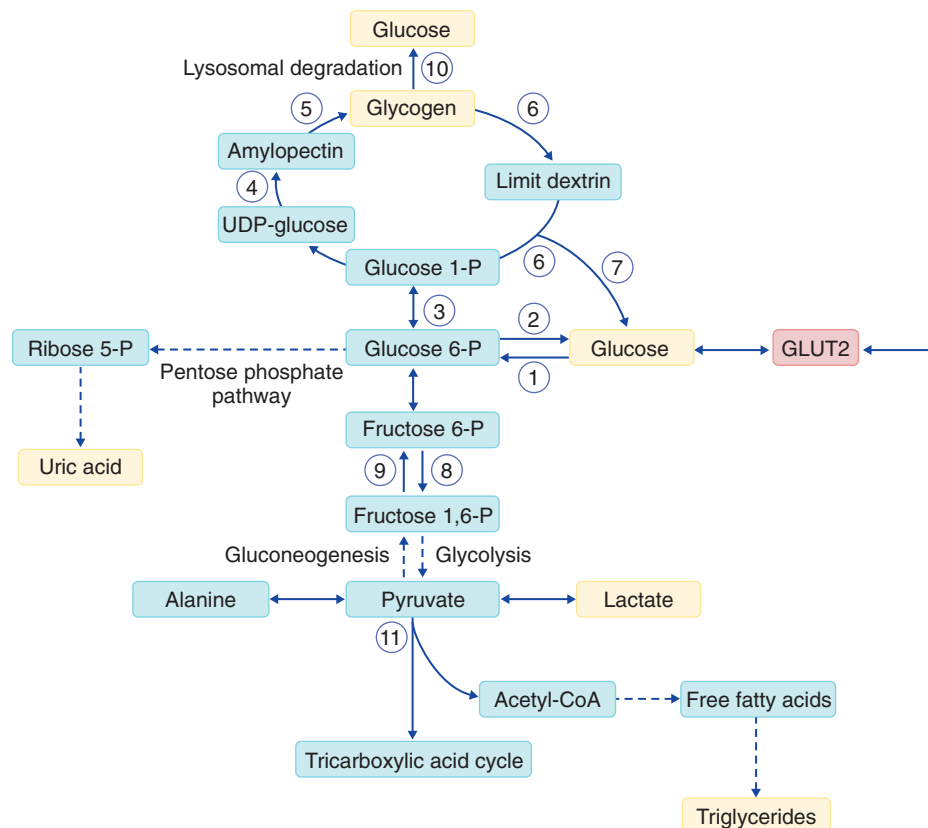 Glucose
Lysosomal degradation
10
Glycogen
5
6
Amylopectin
Limit dextrin
4
UDP-glucose
Glucose 1-P
6
7
3
2
Ribose 5-P
Glucose 6-P
Glucose
GLUT2
Pentose phosphate
pathway
1
Fructose 6-P
Uric acid
9
8
Fructose 1,6-P
Gluconeogenesis
Glycolysis
Alanine
Pyruvate
Lactate
11
Acetyl-CoA
Free fatty acids
Tricarboxylic acid cycle
Triglycerides